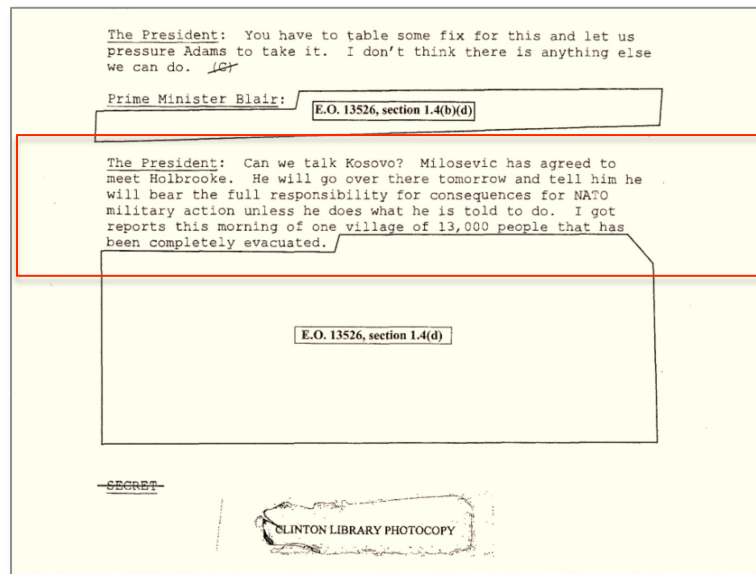 The President: You have to table some fix for this and let us
pressure Adams to take it. I don't think there is anything else
we can do. (C)
Prime Minister Blair:
E.O. 13526, section 1.4(b)(d)
The President: Can we talk Kosovo? Milosevic has agreed to
meet Holbrooke. He will go over there tomorrow and tell him he
will bear the full responsibility for consequences for NATO
military action unless he does what he is told to do. I got
reports this morning of one village of 13,000 people that has
been completely evacuated.
E.O. 13526, section 1.4(d)
SECRET
CLINTON LIBRARY PHOTOCOPY